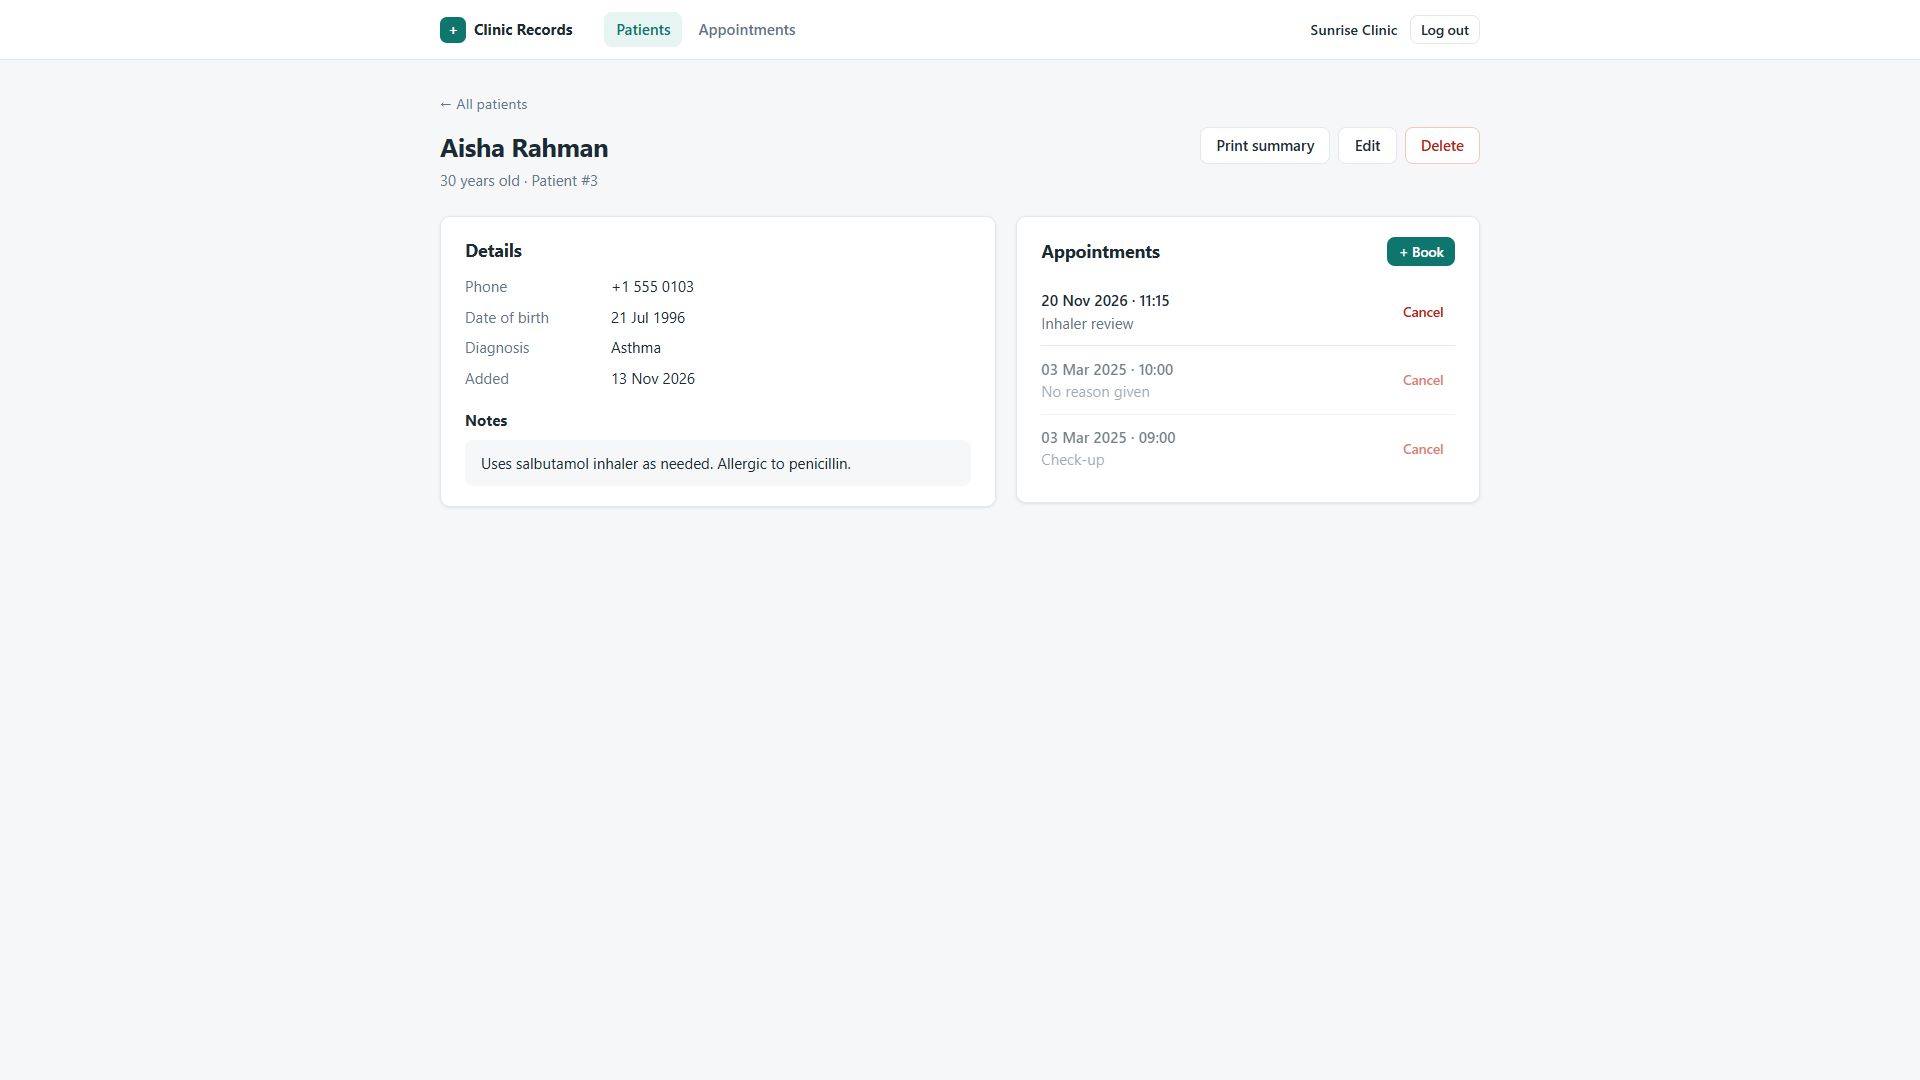 + Clinic Records
Patients
Appointments
Sunrise Clinic
Log out
← All patients
Aisha Rahman
30 years old · Patient #3
Print summary
Edit
Delete
Details
Phone +1 555 0103
Date of birth 21 Jul 1996
Diagnosis Asthma
Added 13 Nov 2026
Notes
Uses salbutamol inhaler as needed. Allergic to penicillin.
Appointments
+ Book
20 Nov 2026 · 11:15
Inhaler review
Cancel
03 Mar 2025 · 10:00
No reason given
Cancel
03 Mar 2025 · 09:00
Check-up
Cancel